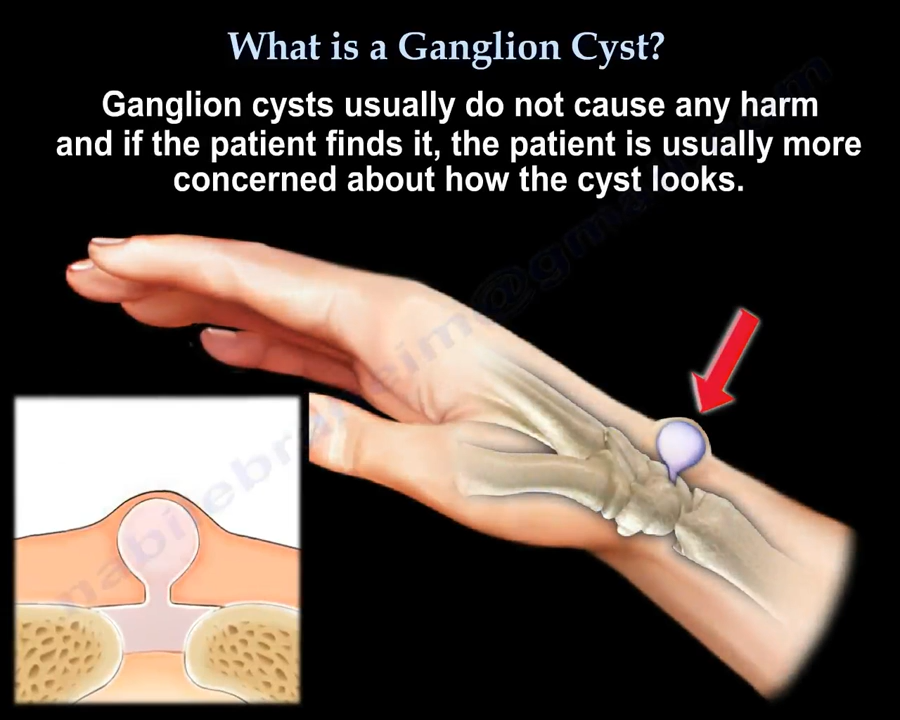 What is a Ganglion Cyst?
Ganglion cysts usually do not cause any harm
and if the patient finds it, the patient is usually more
concerned about how the cyst looks.